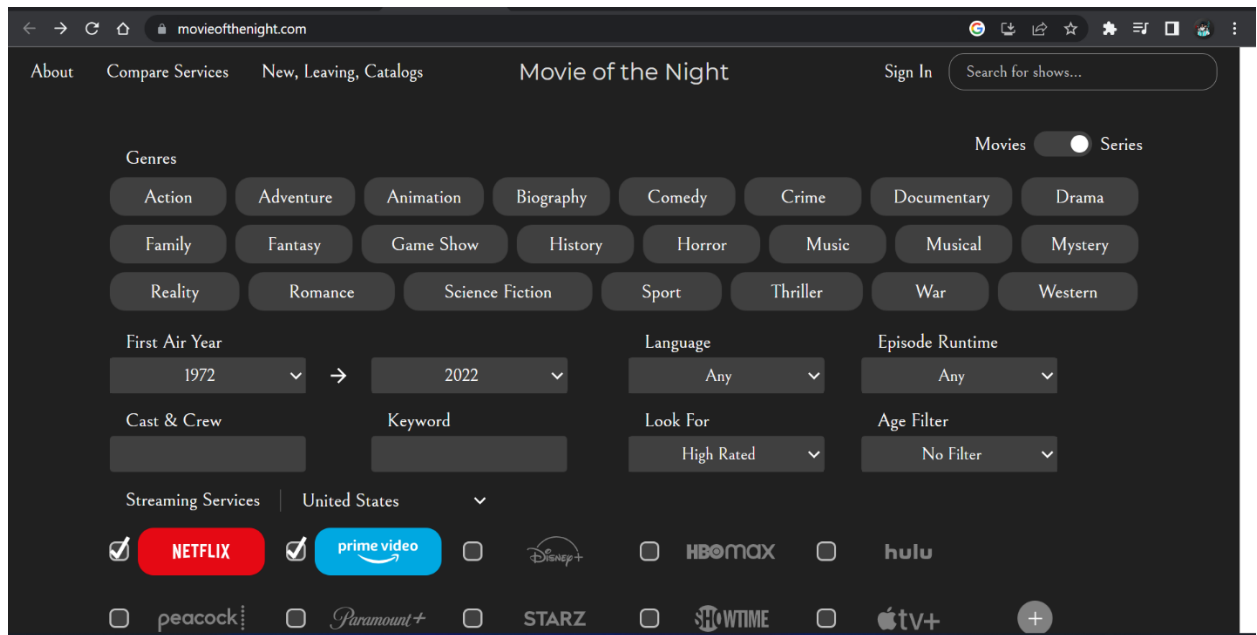 movieofthenight.com
About Compare Services New, Leaving, Catalogs Movie of the Night Sign In Search for shows...
Movies Series
Genres
Action Adventure Animation Biography Comedy Crime Documentary Drama
Family Fantasy Game Show History Horror Music Musical Mystery
Reality Romance Science Fiction Sport Thriller War Western
First Air Year Language Episode Runtime
1972 → 2022 Any Any
Cast & Crew Keyword Look For Age Filter
High Rated No Filter
Streaming Services United States
NETFLIX prime video Disney+ HBOmax hulu
peacock Paramount+ STARZ SHOWTIME tv+ +